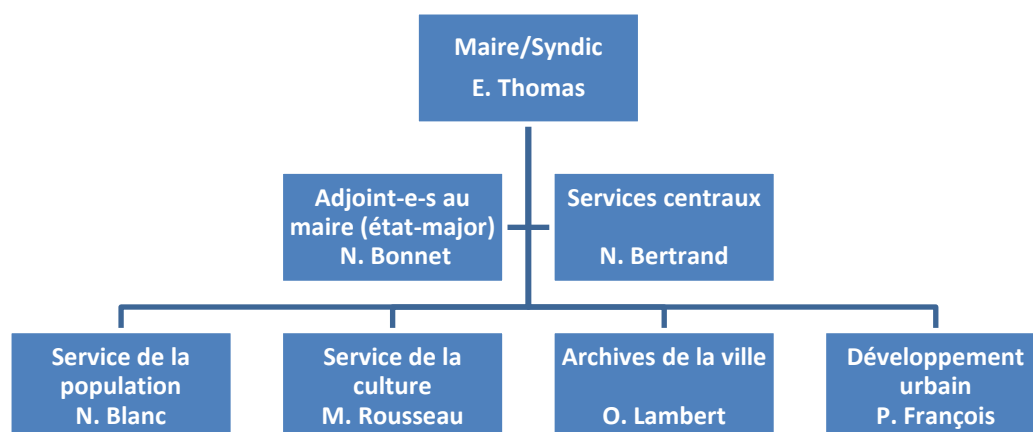 Maire/Syndic
E. Thomas
Adjoint-e-s au
maire (état-major)
N. Bonnet
Services centraux
N. Bertrand
Service de la
population
N. Blanc
Service de la
culture
M. Rousseau
Archives de la ville
O. Lambert
Développement
urbain
P. François